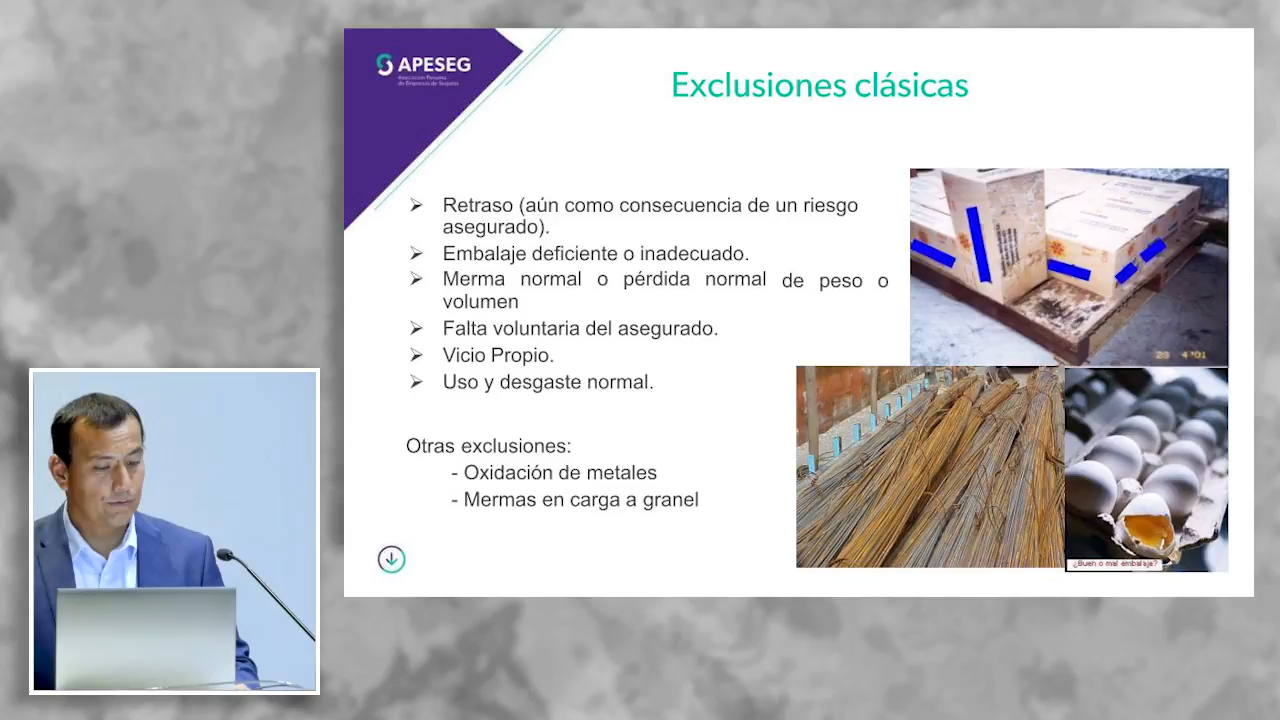 APESEG
Asociación Peruana
de Empresas de Seguros
Exclusiones clásicas
Retraso (aún como consecuencia de un riesgo
asegurado).
Embalaje deficiente o inadecuado.
Merma normal o pérdida normal de peso o
volumen
Falta voluntaria del asegurado.
Vicio Propio.
Uso y desgaste normal.
Otras exclusiones:
- Oxidación de metales
- Mermas en carga a granel
¿Buen o mal embalaje?